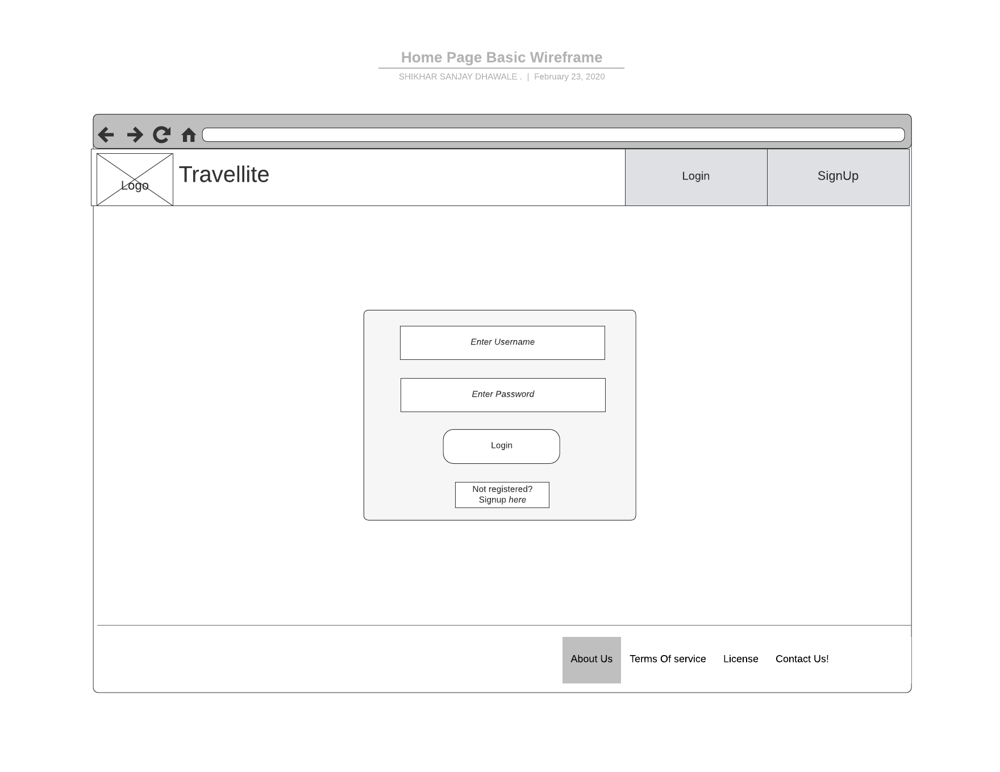 Home Page Basic Wireframe
SHIKHAR SANJAY DHAWALE . | February 23, 2020
Logo
Travellite
Login
SignUp
Enter Username
Enter Password
Login
Not registered?
Signup here
About Us
Terms Of service
License
Contact Us!